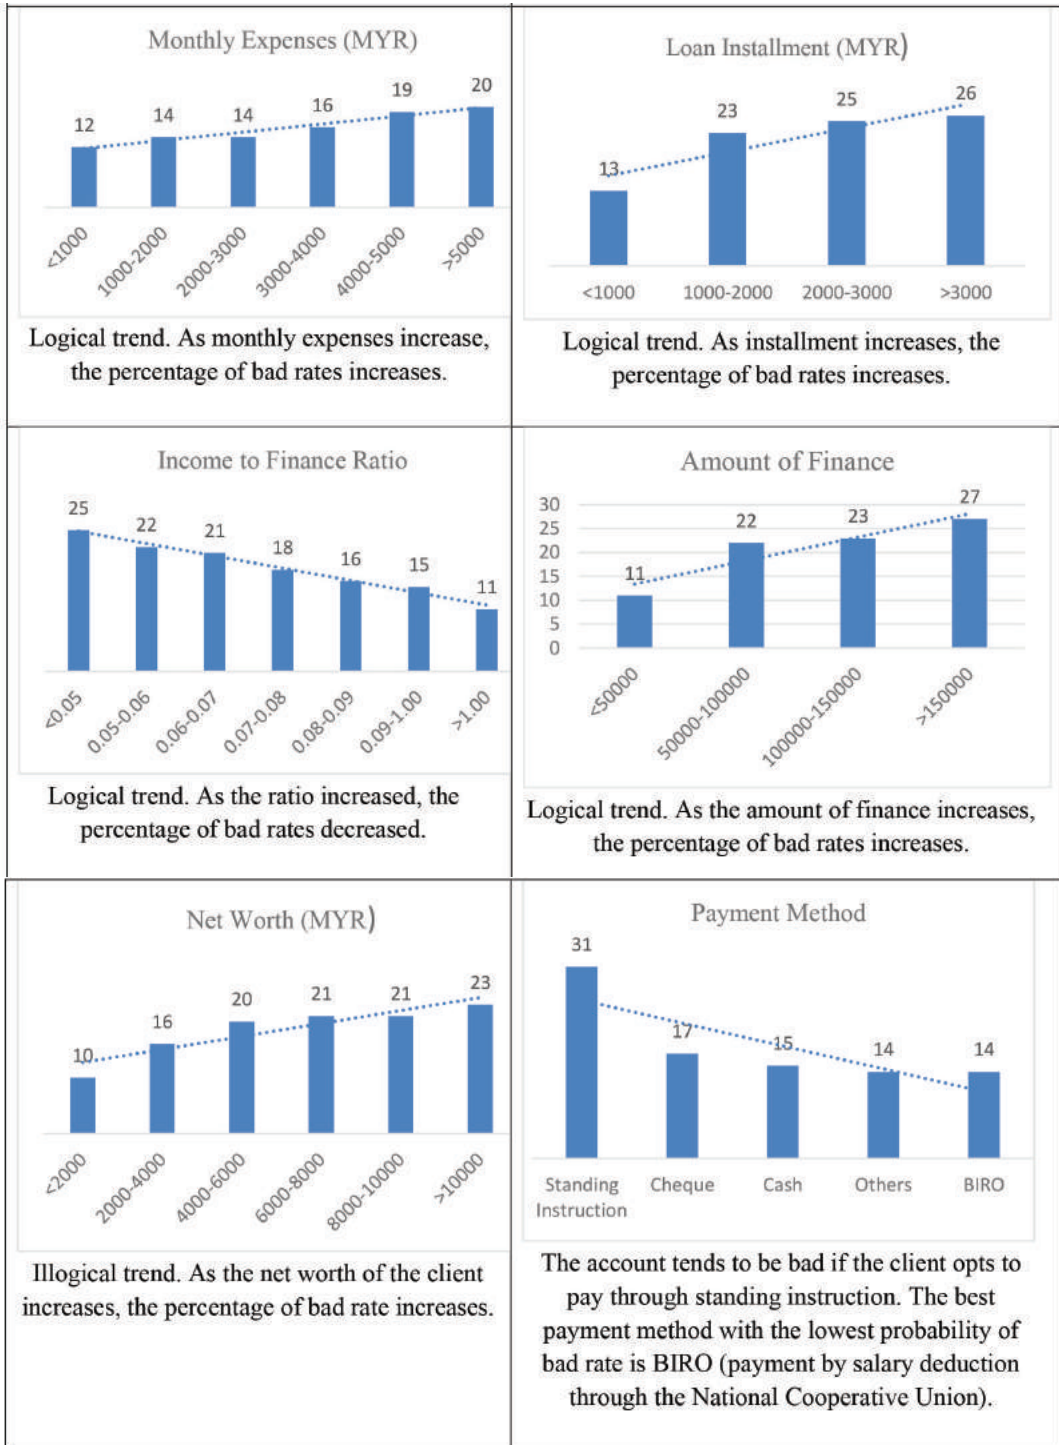 Monthly Expenses (MYR)
12
14
14
16
19
20
<1000
1000-2000
2000-3000
3000-4000
4000-5000
>5000
Logical trend. As monthly expenses increase,
the percentage of bad rates increases.
Loan Installment (MYR)
13
23
25
26
<1000
1000-2000
2000-3000
>3000
Logical trend. As installment increases, the
percentage of bad rates increases.
Income to Finance Ratio
25
22
21
18
16
15
11
<0.05
0.05-0.06
0.06-0.07
0.07-0.08
0.08-0.09
0.09-1.00
>1.00
Logical trend. As the ratio increased, the
percentage of bad rates decreased.
Amount of Finance
30
25
20
15
10
5
0
11
22
23
27
<50000
50000-100000
100000-150000
>150000
Logical trend. As the amount of finance increases,
the percentage of bad rates increases.
Net Worth (MYR)
10
16
20
21
21
23
<2000
2000-4000
4000-6000
6000-8000
8000-10000
>10000
Illogical trend. As the net worth of the client
increases, the percentage of bad rate increases.
Payment Method
31
17
15
14
14
Standing
Instruction
Cheque
Cash
Others
BIRO
The account tends to be bad if the client opts to
pay through standing instruction. The best
payment method with the lowest probability of
bad rate is BIRO (payment by salary deduction
through the National Cooperative Union).